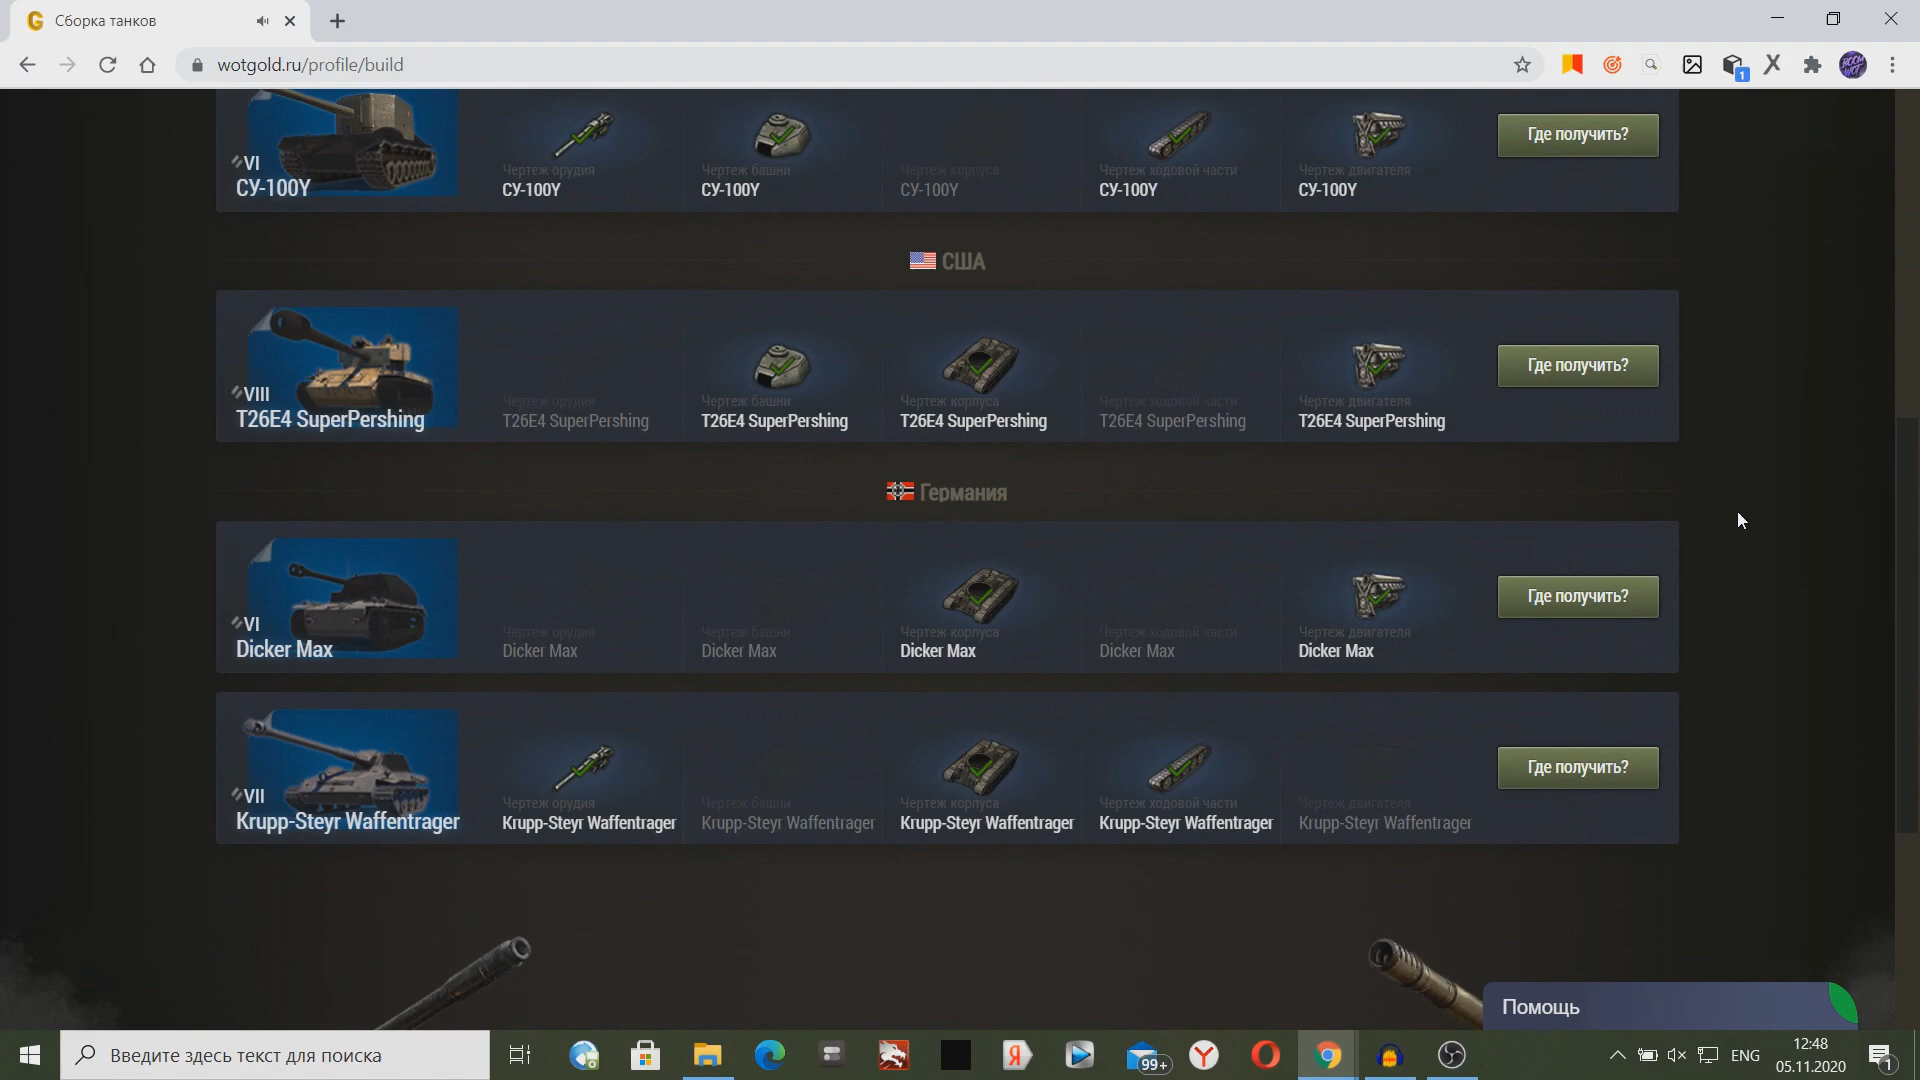 Сборка танков
wotgold.ru/profile/build
VI
СУ-100Y
Чертеж орудия
СУ-100Y
Чертеж башни
СУ-100Y
Чертеж корпуса
СУ-100Y
Чертеж ходовой части
СУ-100Y
Чертеж двигателя
СУ-100Y
Где получить?
США
VIII
T26E4 SuperPershing
Чертеж орудия
T26E4 SuperPershing
Чертеж башни
T26E4 SuperPershing
Чертеж корпуса
T26E4 SuperPershing
Чертеж ходовой части
T26E4 SuperPershing
Чертеж двигателя
T26E4 SuperPershing
Где получить?
Германия
VI
Dicker Max
Чертеж орудия
Dicker Max
Чертеж башни
Dicker Max
Чертеж корпуса
Dicker Max
Чертеж ходовой части
Dicker Max
Чертеж двигателя
Dicker Max
Где получить?
VII
Krupp-Steyr Waffentrager
Чертеж орудия
Krupp-Steyr Waffentrager
Чертеж башни
Krupp-Steyr Waffentrager
Чертеж корпуса
Krupp-Steyr Waffentrager
Чертеж ходовой части
Krupp-Steyr Waffentrager
Чертеж двигателя
Krupp-Steyr Waffentrager
Где получить?
Помощь
Введите здесь текст для поиска
99+
ENG
12:48
05.11.2020
1